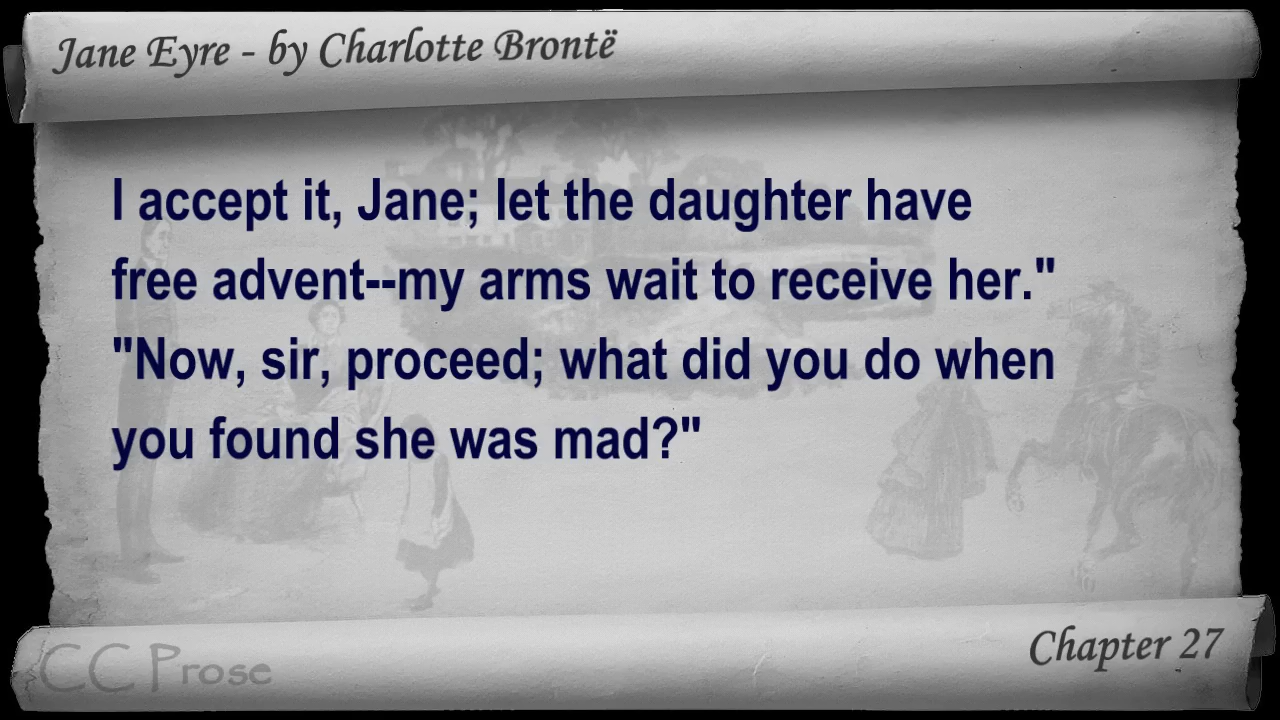 Jane Eyre - by Charlotte Brontë
I accept it, Jane; let the daughter have
free advent--my arms wait to receive her."
"Now, sir, proceed; what did you do when
you found she was mad?"
Chapter 27
CC Prose